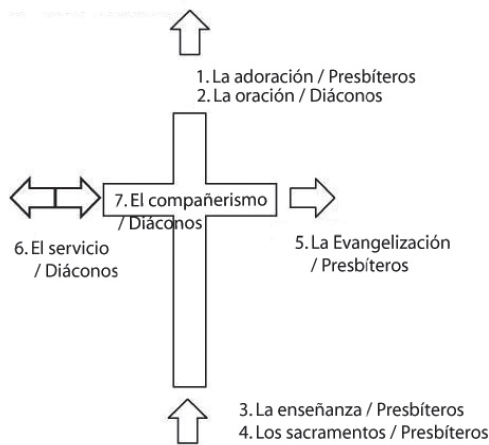 1. La adoración / Presbíteros
2. La oración / Diáconos
7. El compañerismo
/ Diáconos
6. El servicio
/ Diáconos
5. La Evangelización
/ Presbíteros
3. La enseñanza / Presbíteros
4. Los sacramentos / Presbíteros